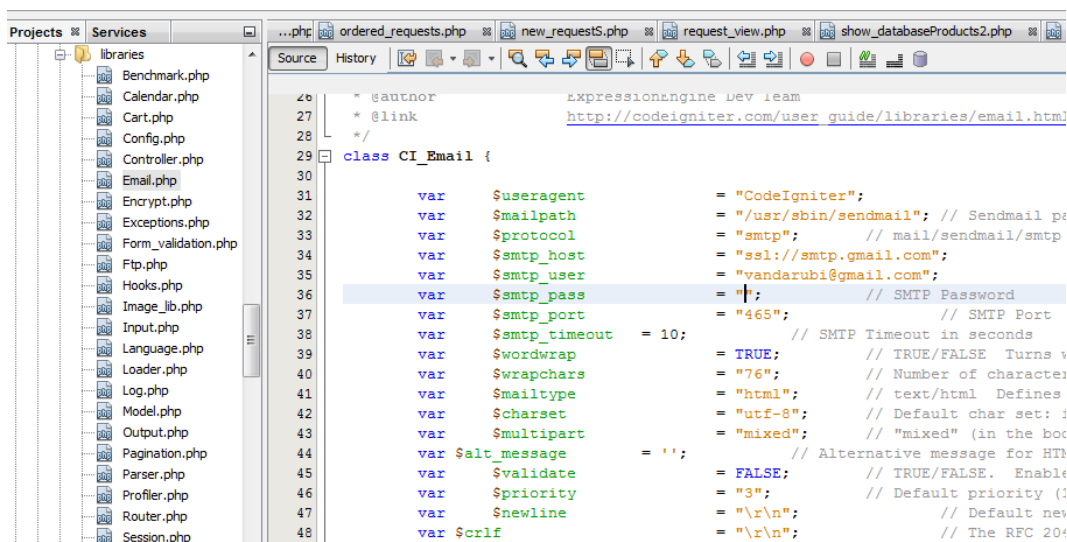 Projects Services
...php ordered_requests.php new_requestS.php request_view.php show_databaseProducts2.php
Source History
libraries
Benchmark.php
Calendar.php
Cart.php
Config.php
Controller.php
Email.php
Encrypt.php
Exceptions.php
Form_validation.php
Ftp.php
Hooks.php
Image_lib.php
Input.php
Language.php
Loader.php
Log.php
Model.php
Output.php
Pagination.php
Parser.php
Profiler.php
Router.php
Session.php
26 * @author ExpressionEngine Dev Team
27 * @link http://codeigniter.com/user_guide/libraries/email.html
28 */
29 class CI_Email {
30
31 var $useragent = "CodeIgniter";
32 var $mailpath = "/usr/sbin/sendmail"; // Sendmail pa
33 var $protocol = "smtp"; // mail/sendmail/smtp
34 var $smtp_host = "ssl://smtp.gmail.com";
35 var $smtp_user = "vandarubi@gmail.com";
36 var $smtp_pass = ""; // SMTP Password
37 var $smtp_port = "465"; // SMTP Port
38 var $smtp_timeout = 10; // SMTP Timeout in seconds
39 var $wordwrap = TRUE; // TRUE/FALSE Turns w
40 var $wrapchars = "76"; // Number of character
41 var $mailtype = "html"; // text/html Defines
42 var $charset = "utf-8"; // Default char set: i
43 var $multipart = "mixed"; // "mixed" (in the bod
44 var $alt_message = ''; // Alternative message for HTM
45 var $validate = FALSE; // TRUE/FALSE. Enable
46 var $priority = "3"; // Default priority (1
47 var $newline = "\r\n"; // Default new
48 var $crlf = "\r\n"; // The RFC 204